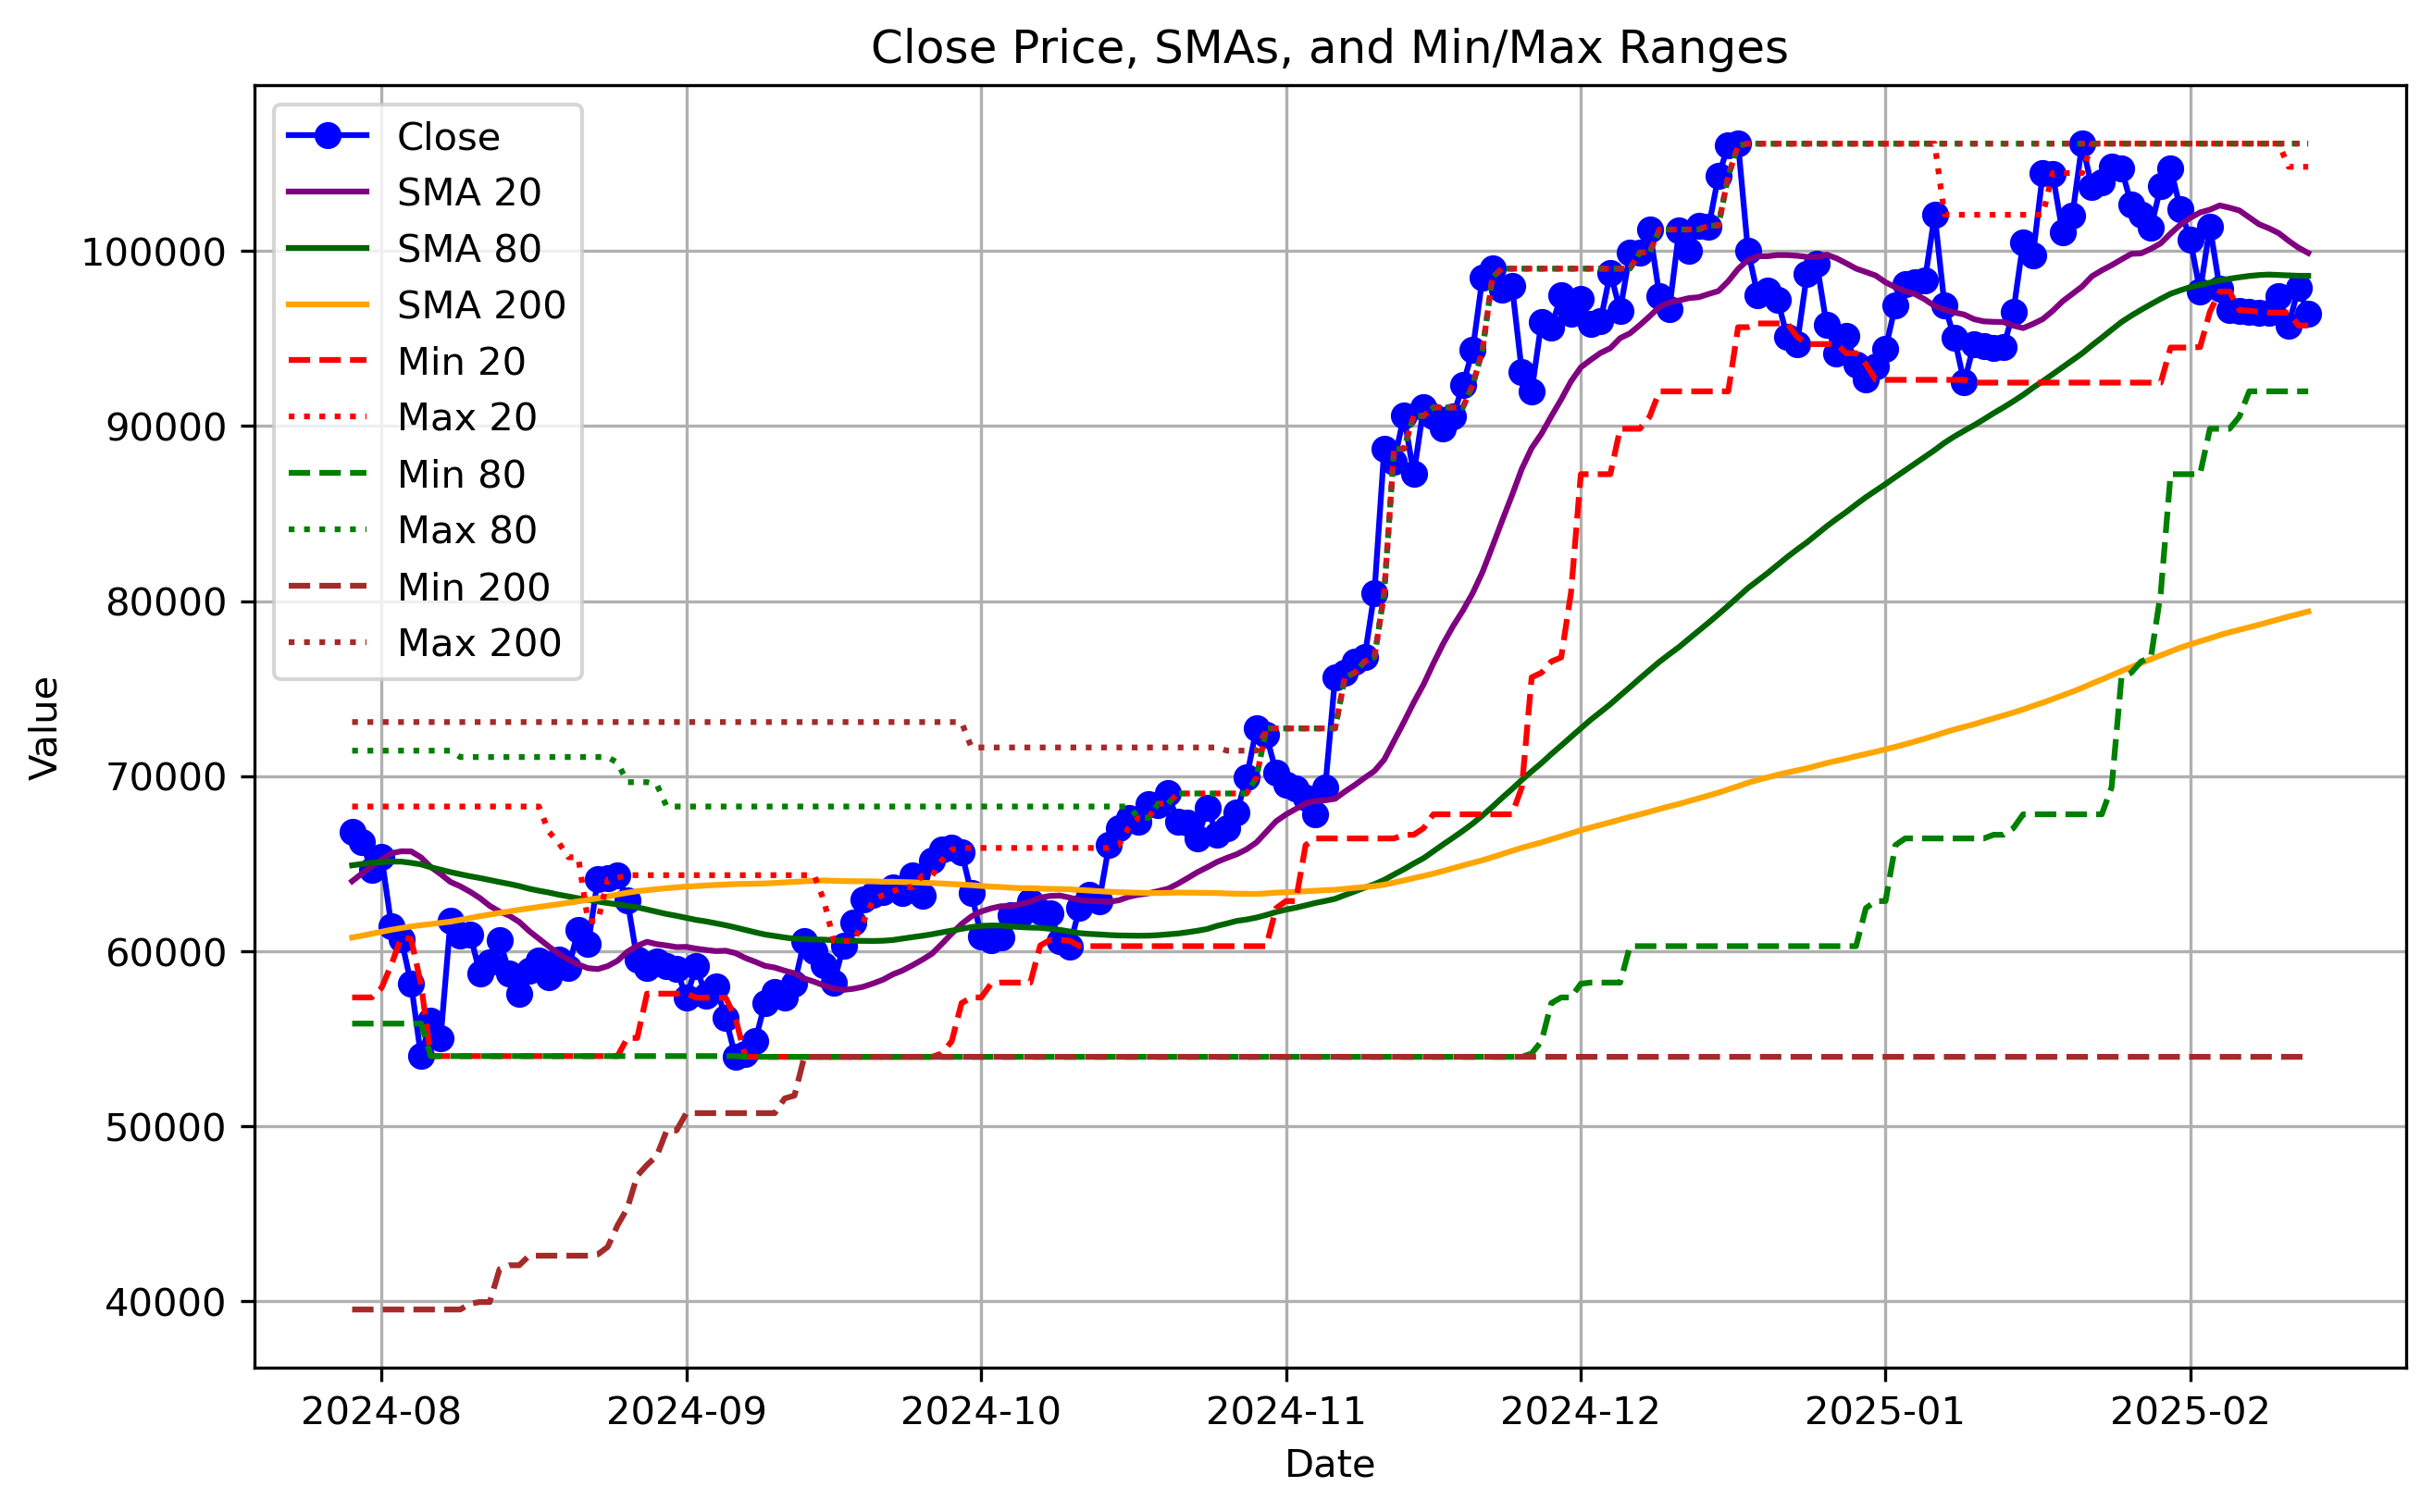 Close Price, SMAs, and Min/Max Ranges
Close
SMA 20
SMA 80
SMA 200
Min 20
Max 20
Min 80
Max 80
Min 200
Max 200
Value
100000
90000
80000
70000
60000
50000
40000
2024-08 2024-09 2024-10 2024-11 2024-12 2025-01 2025-02
Date